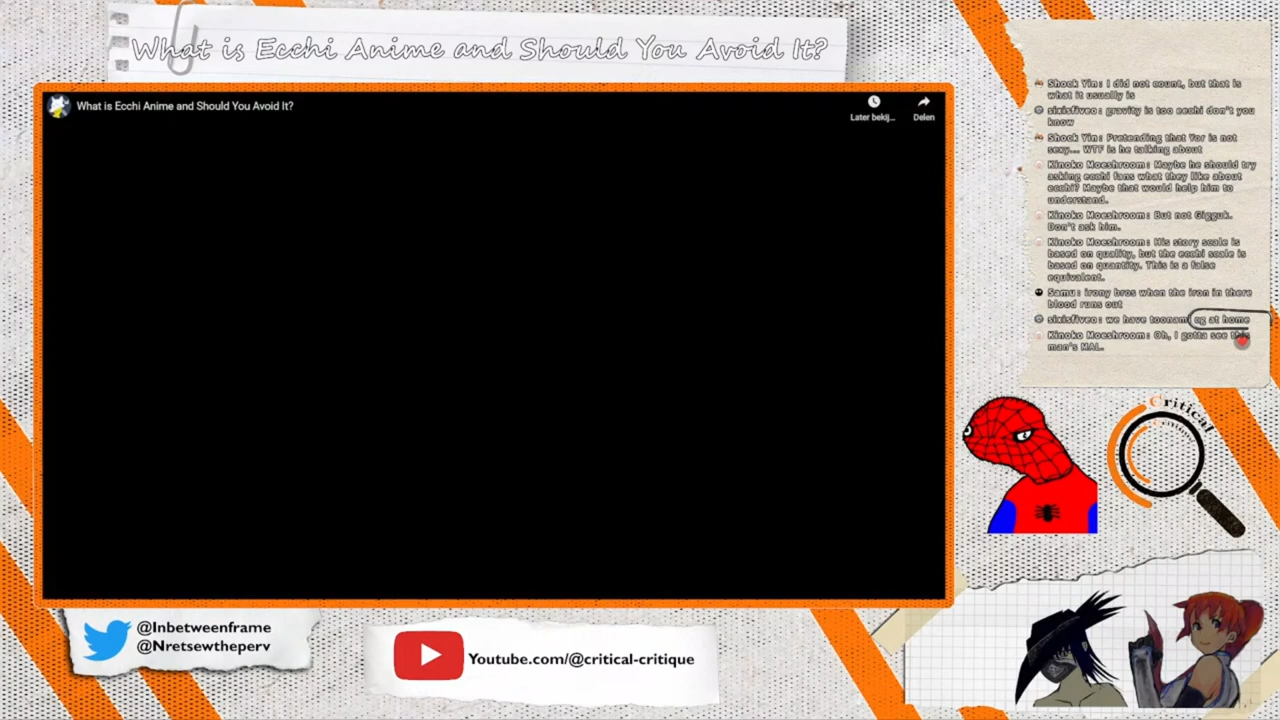 What is Ecchi Anime and Should You Avoid It?
What is Ecchi Anime and Should You Avoid It?
Later bekij...
Delen
Shock Yin: I did not count, but that is
what it usually is
sixisfiveo: gravity is too ecchi don't you
know
Shock Yin: Pretending that Yor is not
sexy... WTF is he talking about
Kinoko Moeshroom: Maybe he should try
asking ecchi fans what they like about
ecchi? Maybe that would help him to
understand.
Kinoko Moeshroom: But not Gigguk.
Don't ask him.
Kinoko Moeshroom: His story scale is
based on quality, but the ecchi scale is
based on quantity. This is a false
equivalent.
Samu: irony bros when the iron in there
blood runs out
sixisfiveo: we have toonami cg at home
Kinoko Moeshroom: Oh, I gotta see this
man's MAL.
Critical
@Inbetweenframe
@Nretsewtheperv
Youtube.com/@critical-critique